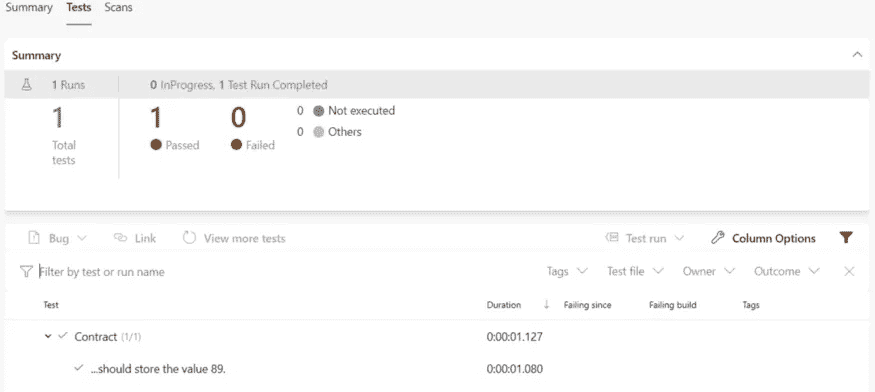 Summary Tests Scans
Summary
1 Runs 0 InProgress, 1 Test Run Completed
1 1 0 0 Not executed
Total tests Passed Failed 0 Others
Bug Link View more tests Test run Column Options
Filter by test or run name Tags Test file Owner Outcome
Test Duration Failing since Failing build Tags
Contract (1/1) 0:00:01.127
...should store the value 89. 0:00:01.080